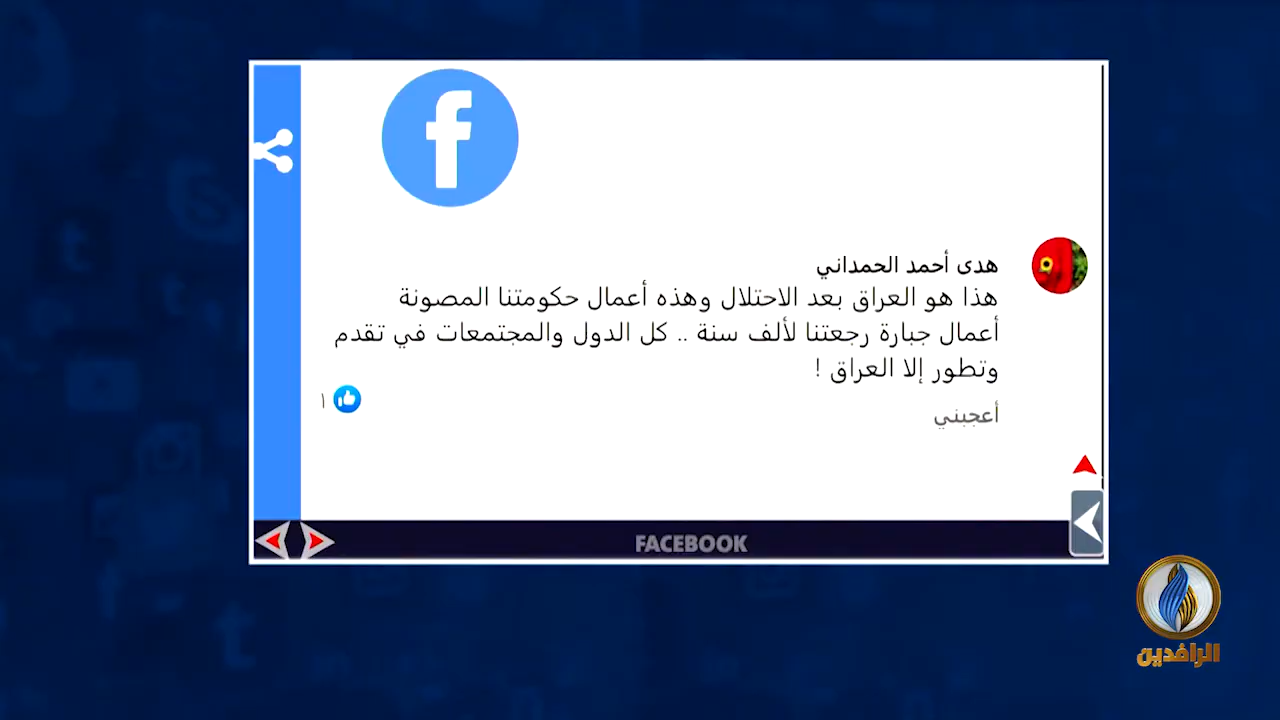 f
هدى أحمد الحمداني
هذا هو العراق بعد الاحتلال وهذه أعمال حكومتنا المصونة
أعمال جبارة رجعتنا لألف سنة .. كل الدول والمجتمعات في تقدم
وتطور إلا العراق !
١
أعجبني
FACEBOOK
الرافدين